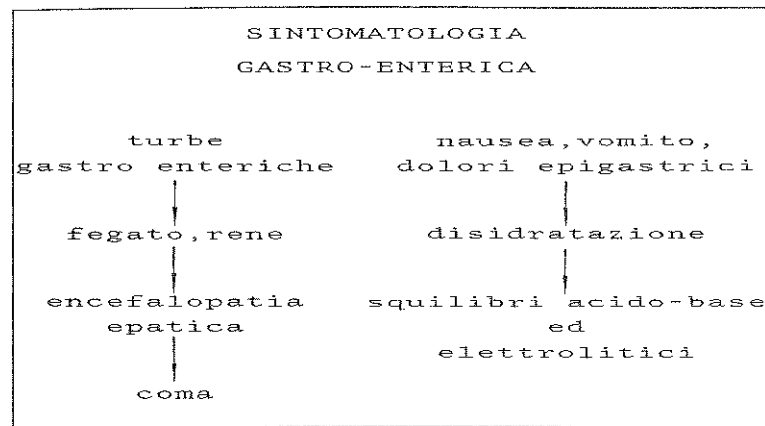 SINTOMATOLOGIA
GASTRO-ENTERICA
turbe
gastro enteriche
fegato, rene
encefalopatia
epatica
coma
nausea, vomito,
dolori epigastrici
disidratazione
squilibri acido-base
ed
elettrolitici